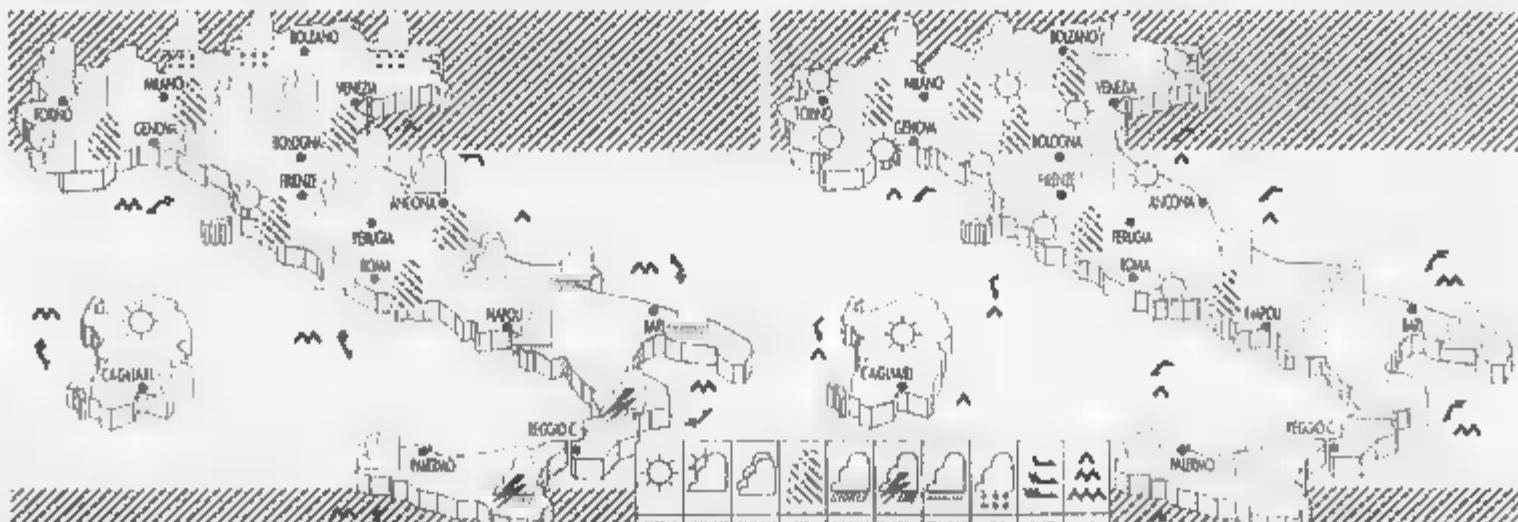 BOLZANO
MILANO
VENEZIA
TORINO
GENOVA
BOLOGNA
FIRENZE
ANCONA
PERUGIA
ROMA
NAPOLI
BARI
CAGLIARI
REGGIO C.
PALERMO
BOLZANO
MILANO
VENEZIA
TORINO
GENOVA
BOLOGNA
FIRENZE
ANCONA
PERUGIA
ROMA
NAPOLI
BARI
CAGLIARI
REGGIO C.
PALERMO